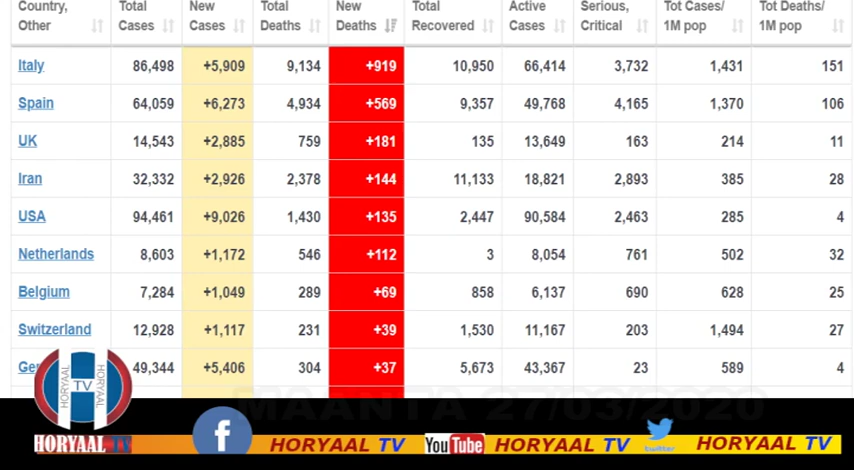 Country, Other Total Cases New Cases Total Deaths New Deaths Total Recovered Active Cases Serious, Critical Tot Cases/ 1M pop Tot Deaths/ 1M pop
Italy 86,498 +5,909 9,134 +919 10,950 66,414 3,732 1,431 151
Spain 64,059 +6,273 4,934 +569 9,357 49,768 4,165 1,370 106
UK 14,543 +2,885 759 +181 135 13,649 163 214 11
Iran 32,332 +2,926 2,378 +144 11,133 18,821 2,893 385 28
USA 94,461 +9,026 1,430 +135 2,447 90,584 2,463 285 4
Netherlands 8,603 +1,172 546 +112 3 8,054 761 502 32
Belgium 7,284 +1,049 289 +69 858 6,137 690 628 25
Switzerland 12,928 +1,117 231 +39 1,530 11,167 203 1,494 27
Ger 49,344 +5,406 304 +37 5,673 43,367 23 589 4
HORYAAL TV HORYAAL
MAANTA 27/03/2020
HORYAAL TV f HORYAAL TV YouTube HORYAAL TV twitter HORYAAL TV